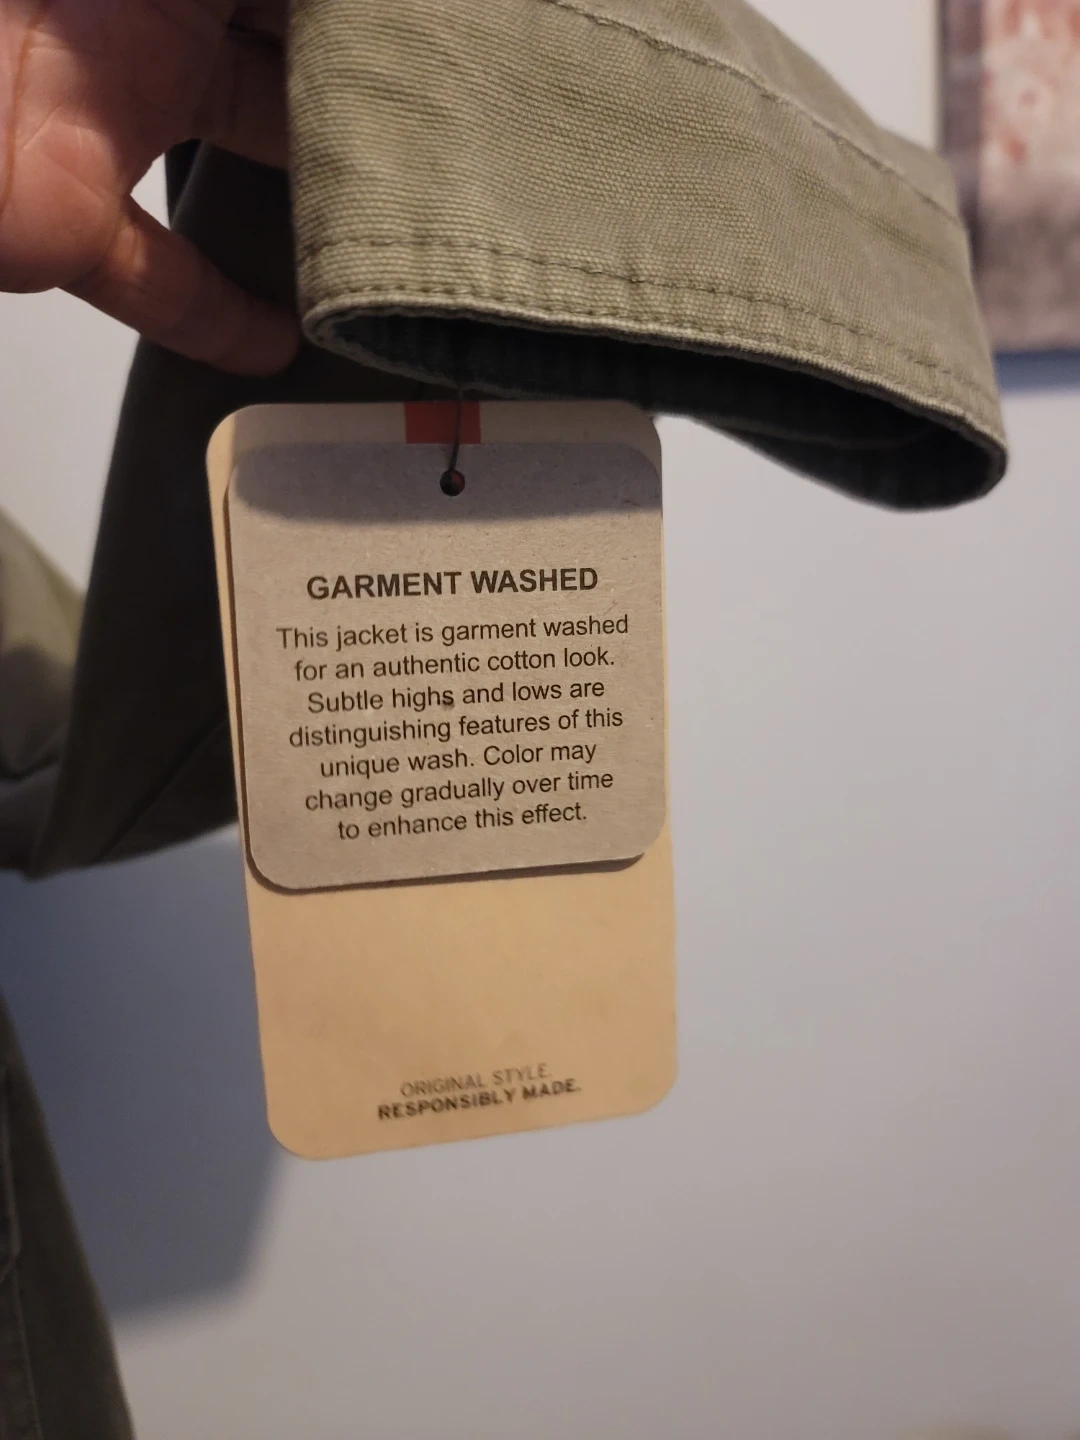 GARMENT WASHED
This jacket is garment washed
for an authentic cotton look.
Subtle highs and lows are
distinguishing features of this
unique wash. Color may
change gradually over time
to enhance this effect.
ORIGINAL STYLE.
RESPONSIBLY MADE.